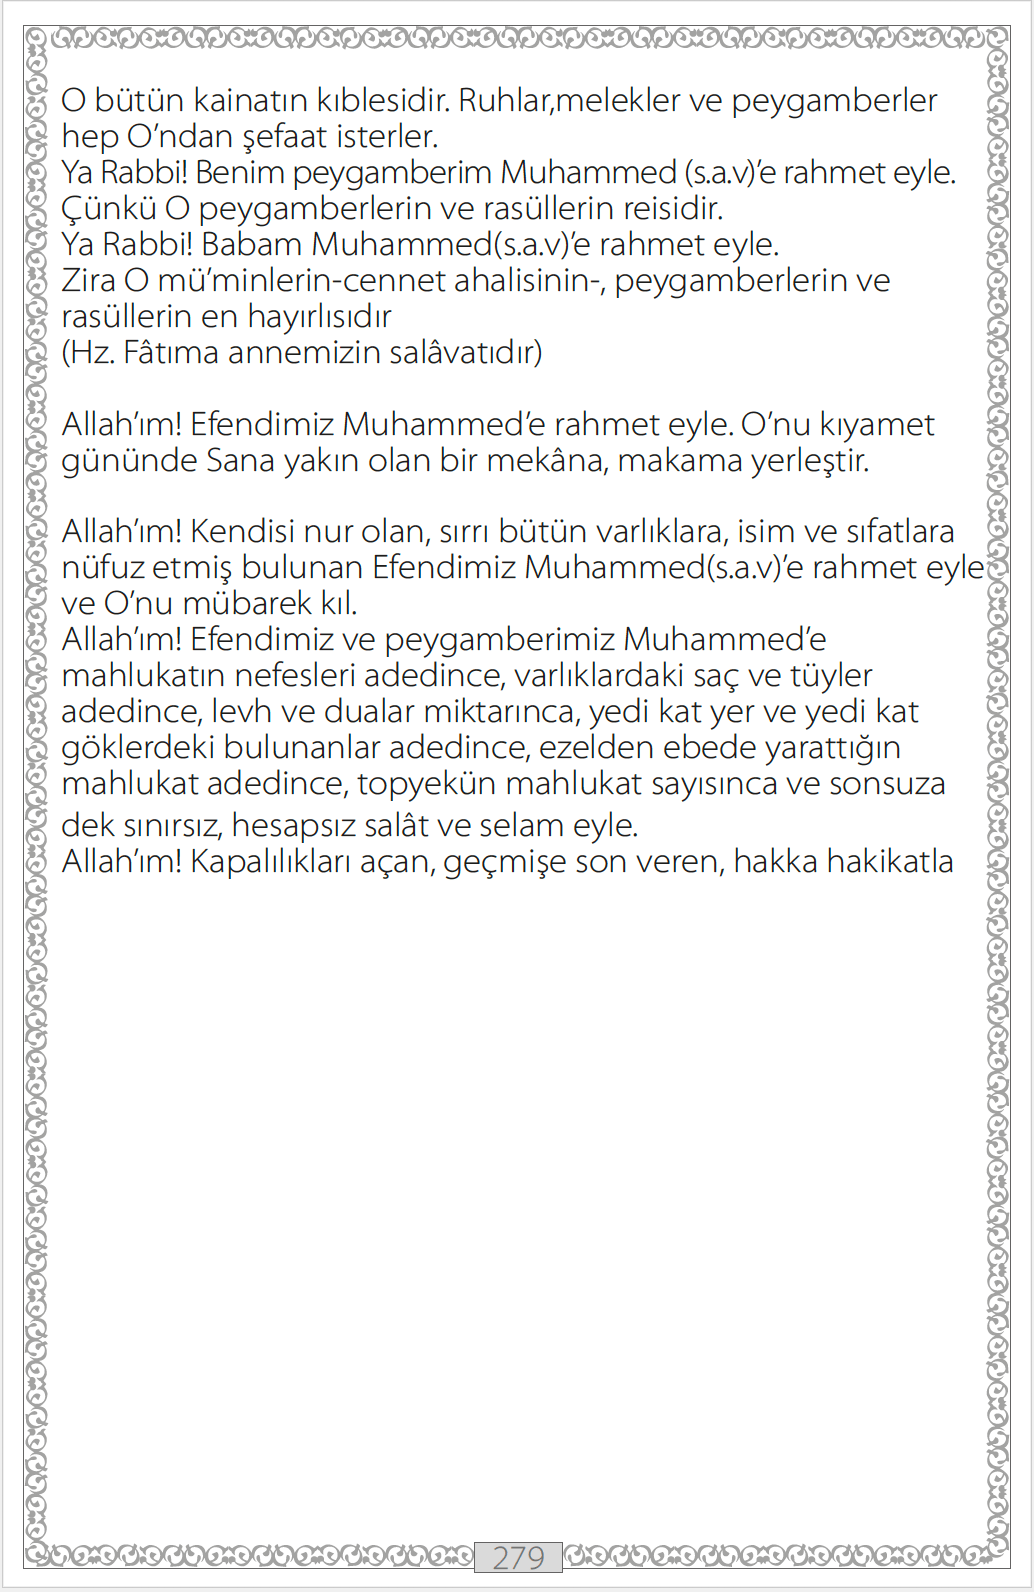 O bütün kainatın kıblesidir. Ruhlar,melekler ve peygamberler
hep O’ndan şefaat isterler.
Ya Rabbi! Benim peygamberim Muhammed (s.a.v)’e rahmet eyle.
Çünkü O peygamberlerin ve rasüllerin reisidir.
Ya Rabbi! Babam Muhammed(s.a.v)’e rahmet eyle.
Zira O mü’minlerin-cennet ahalisinin-, peygamberlerin ve
rasüllerin en hayırlısıdır
(Hz. Fâtıma annemizin salâvatıdır)
Allah’ım! Efendimiz Muhammed’e rahmet eyle. O’nu kıyamet
gününde Sana yakın olan bir mekâna, makama yerleştir.
Allah’ım! Kendisi nur olan, sırrı bütün varlıklara, isim ve sıfatlara
nüfuz etmiş bulunan Efendimiz Muhammed(s.a.v)’e rahmet eyle
ve O’nu mübarek kıl.
Allah’ım! Efendimiz ve peygamberimiz Muhammed’e
mahlukatın nefesleri adedince, varlıklardaki saç ve tüyler
adedince, levh ve dualar miktarınca, yedi kat yer ve yedi kat
göklerdeki bulunanlar adedince, ezelden ebede yarattığın
mahlukat adedince, topyekün mahlukat sayısınca ve sonsuza
dek sınırsız, hesapsız salât ve selam eyle.
Allah’ım! Kapalılıkları açan, geçmişe son veren, hakka hakikatla
279